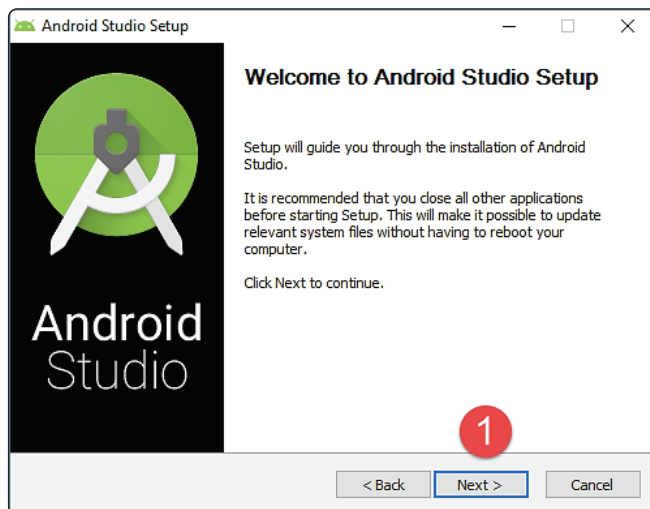 Android Studio Setup
Welcome to Android Studio Setup
Setup will guide you through the installation of Android
Studio.
It is recommended that you close all other applications
before starting Setup. This will make it possible to update
relevant system files without having to reboot your
computer.
Click Next to continue.
Android
Studio
1
< Back
Next >
Cancel